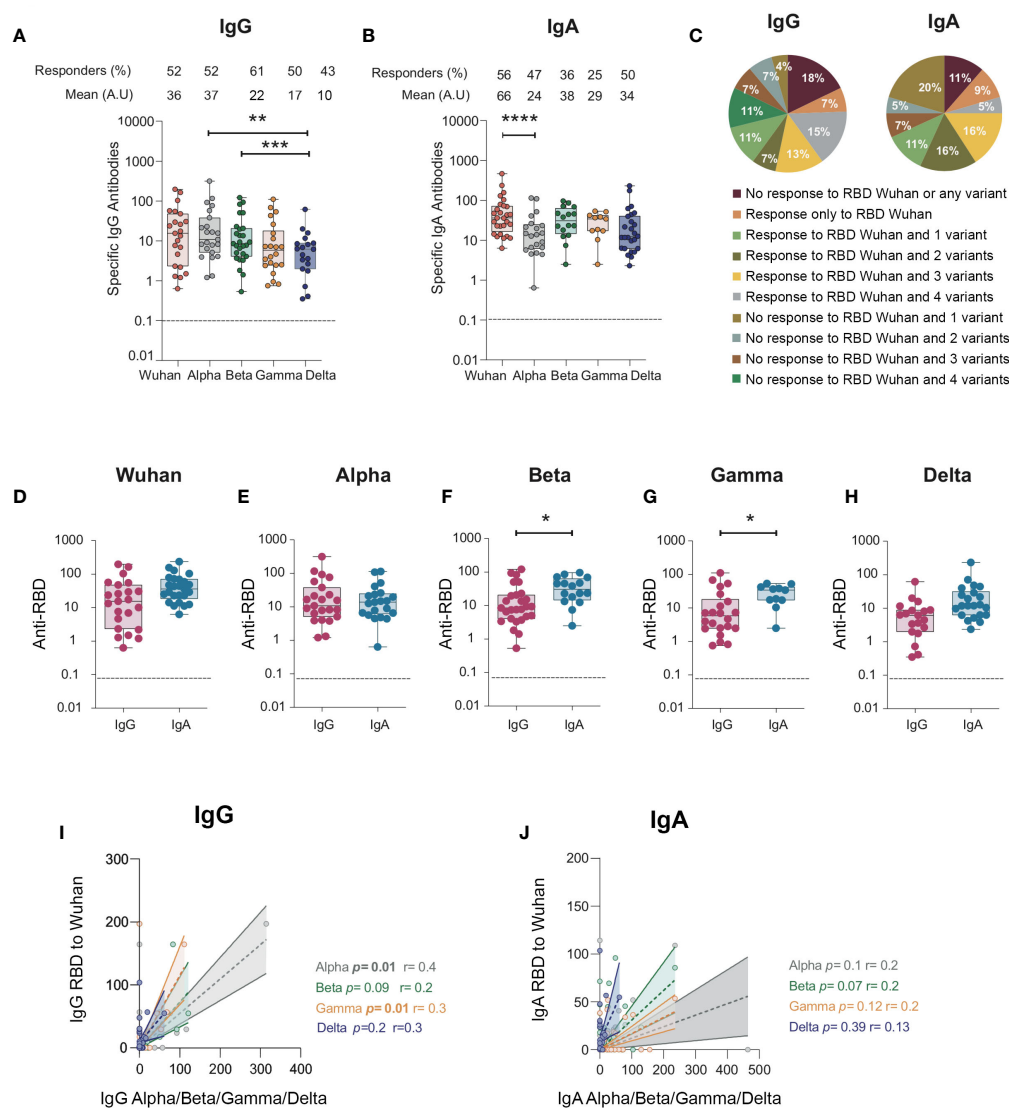 A
IgG
Responders (%) 52 52 61 50 43
Mean (A.U) 36 37 22 17 10
**
***
Specific IgG Antibodies
10000
1000
100
10
1
0.1
0.01
Wuhan Alpha Beta Gamma Delta
B
IgA
Responders (%) 56 47 36 25 50
Mean (A.U) 66 24 38 29 34
****
Specific IgA Antibodies
10000
1000
100
10
1
0.1
0.01
Wuhan Alpha Beta Gamma Delta
C
IgG
4%
18%
7%
15%
13%
7%
11%
11%
7%
7%
IgA
11%
9%
5%
16%
16%
11%
7%
5%
20%
No response to RBD Wuhan or any variant
Response only to RBD Wuhan
Response to RBD Wuhan and 1 variant
Response to RBD Wuhan and 2 variants
Response to RBD Wuhan and 3 variants
Response to RBD Wuhan and 4 variants
No response to RBD Wuhan and 1 variant
No response to RBD Wuhan and 2 variants
No response to RBD Wuhan and 3 variants
No response to RBD Wuhan and 4 variants
D
Wuhan
Anti-RBD
1000
100
10
1
0.1
0.01
IgG IgA
E
Alpha
Anti-RBD
1000
100
10
1
0.1
0.01
IgG IgA
F
Beta
*
Anti-RBD
1000
100
10
1
0.1
0.01
IgG IgA
G
Gamma
*
Anti-RBD
1000
100
10
1
0.1
0.01
IgG IgA
H
Delta
Anti-RBD
1000
100
10
1
0.1
0.01
IgG IgA
I
IgG
IgG RBD to Wuhan
300
200
100
0
0 100 200 300 400
IgG Alpha/Beta/Gamma/Delta
Alpha p=0.01 r=0.4
Beta p= 0.09 r=0.2
Gamma p=0.01 r=0.3
Delta p=0.2 r=0.3
J
IgA
IgA RBD to Wuhan
200
150
100
50
0
0 100 200 300 400 500
IgA Alpha/Beta/Gamma/Delta
Alpha p= 0.1 r= 0.2
Beta p= 0.07 r= 0.2
Gamma p= 0.12 r= 0.2
Delta p= 0.39 r= 0.13